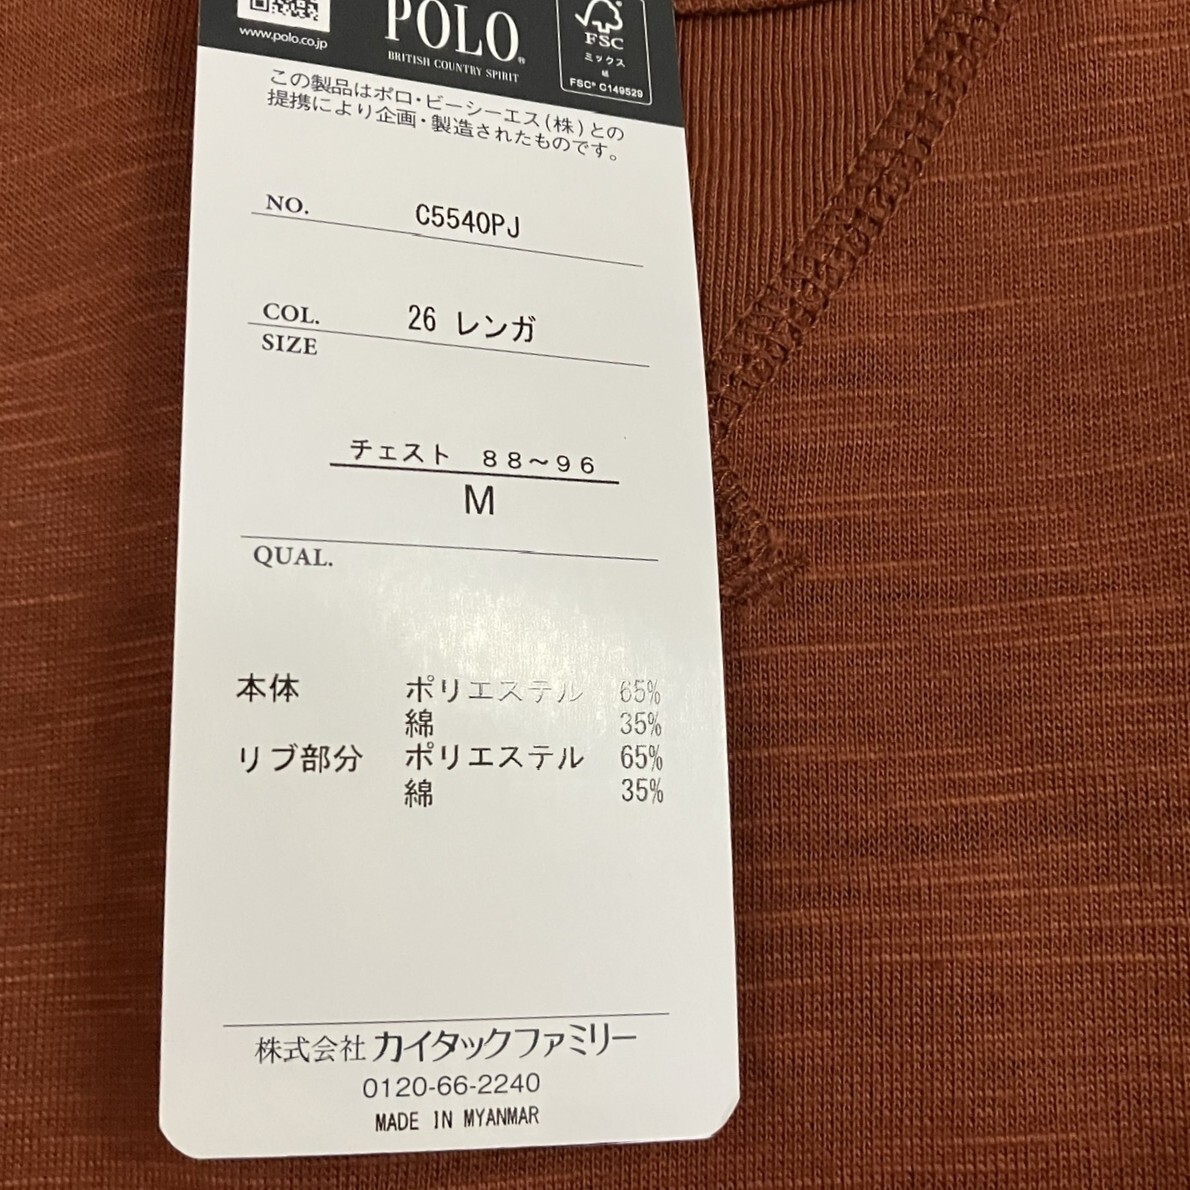 www.polo.co.jp
POLO®
BRITISH COUNTRY SPIRIT
FSC
ミックス
紙
FSC® C149529
この製品はポロ・ビーシーエス(株)との
提携により企画・製造されたものです。
NO. C5540PJ
COL. 26 レンガ
SIZE
チェスト 88～96
M
QUAL.
本体 ポリエステル 65%
綿 35%
リブ部分 ポリエステル 65%
綿 35%
株式会社 カイタックファミリー
0120-66-2240
MADE IN MYANMAR